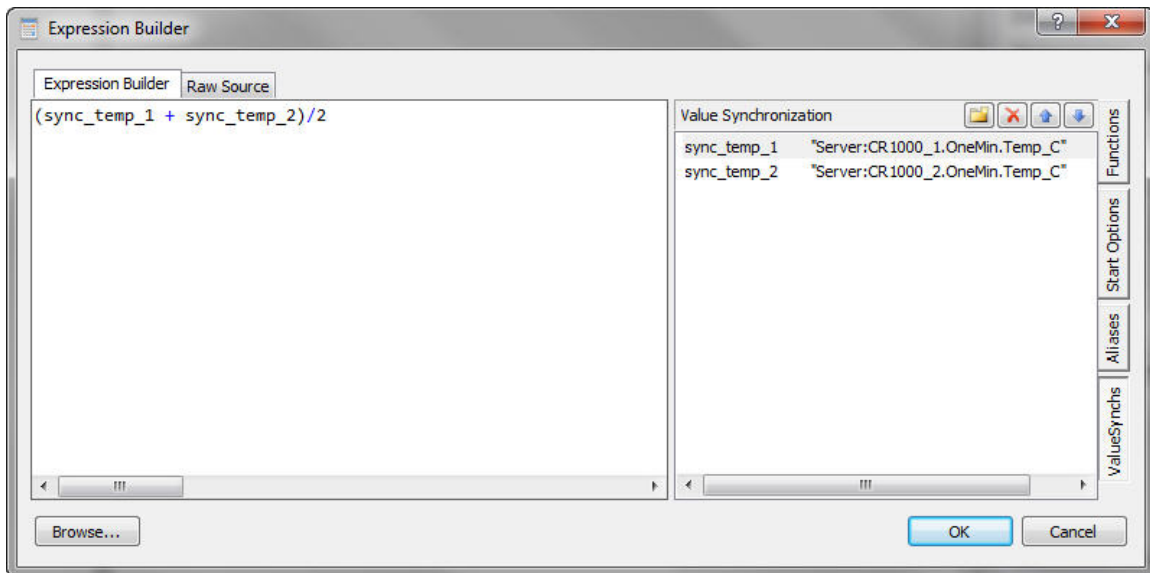 Expression Builder
Expression Builder Raw Source
(sync_temp_1 + sync_temp_2)/2
Value Synchronization
sync_temp_1 "Server:CR1000_1.OneMin.Temp_C"
sync_temp_2 "Server:CR1000_2.OneMin.Temp_C"
Functions
Start Options
Aliases
ValueSynchs
Browse...
OK Cancel